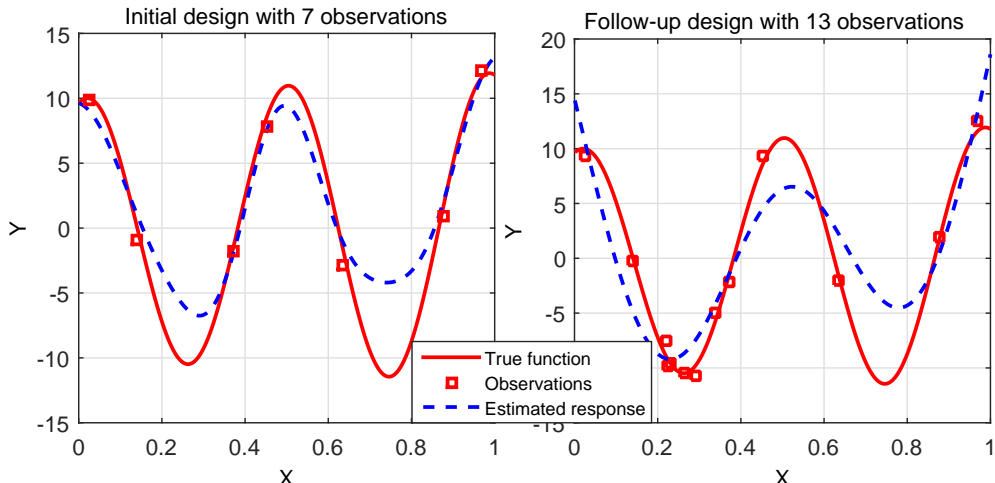 Initial design with 7 observations
Follow-up design with 13 observations
15
10
5
0
-5
-10
-15
Y
0
0.2
0.4
0.6
0.8
1
X
20
15
10
5
0
-5
-15
Y
0
0.2
0.4
0.6
0.8
1
X
True function
Observations
Estimated response